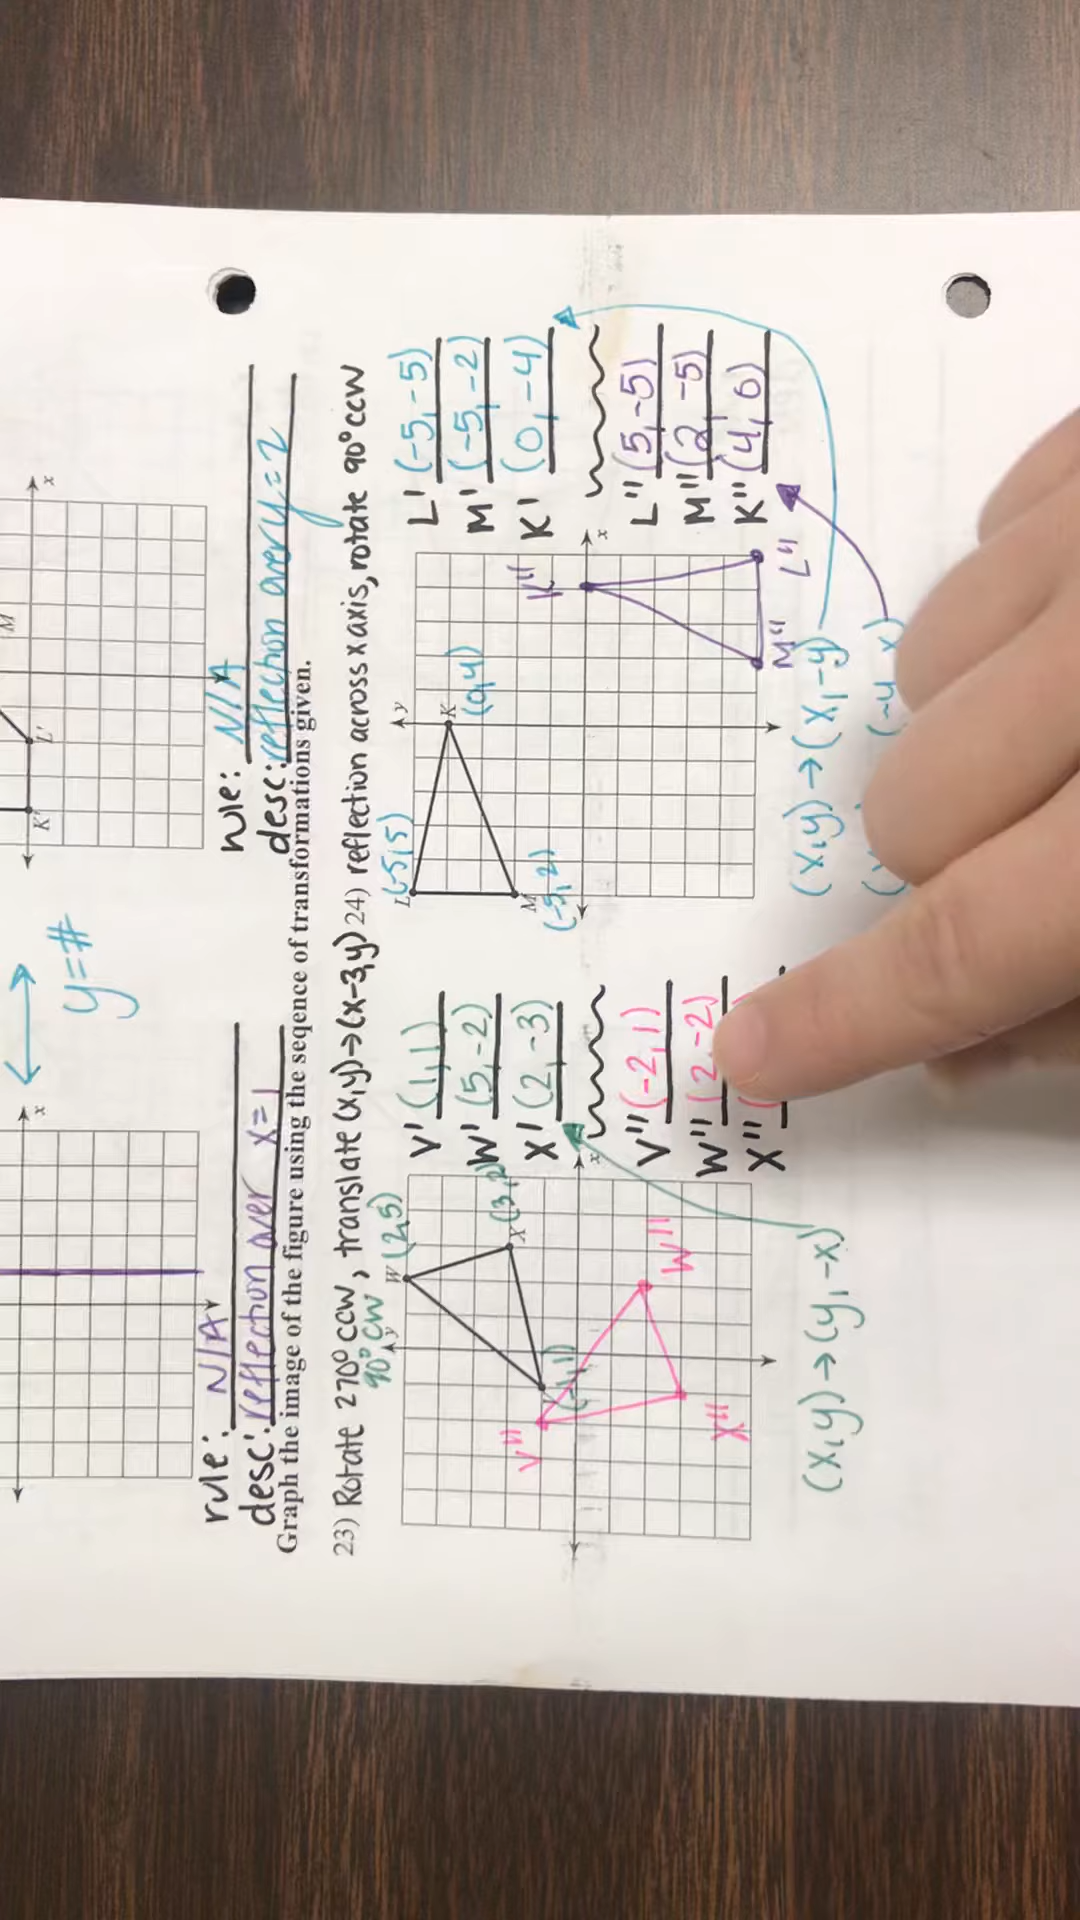 y=#
x
x
M
K'
L'
rule: N/A
desc: reflection over x=1
rule: N/A
desc: reflection over y=2
Graph the image of the figure using the seqence of transformations given.
23) Rotate 270° ccw, translate (x,y)→(x-3,y)
90° CW
y
W (2,5)
X (3,2)
(-1,1)
x
V"
W"
X"
V' (1,1)
W' (5,-2)
X' (2,-3)
V" (-2,1)
W" (2,-2)
X" (
(x,y)→(y,-x)
24) reflection across x axis, rotate 90° ccw
y
L (-5,5)
K
(0,4)
M
(-5,2)
x
K"
M"
L"
L' (-5,-5)
M' (-5,-2)
K' (0,-4)
L" (5,-5)
M" (2,-5)
K" (4,0)
(x,y)→(x,-y)
(-y, x)